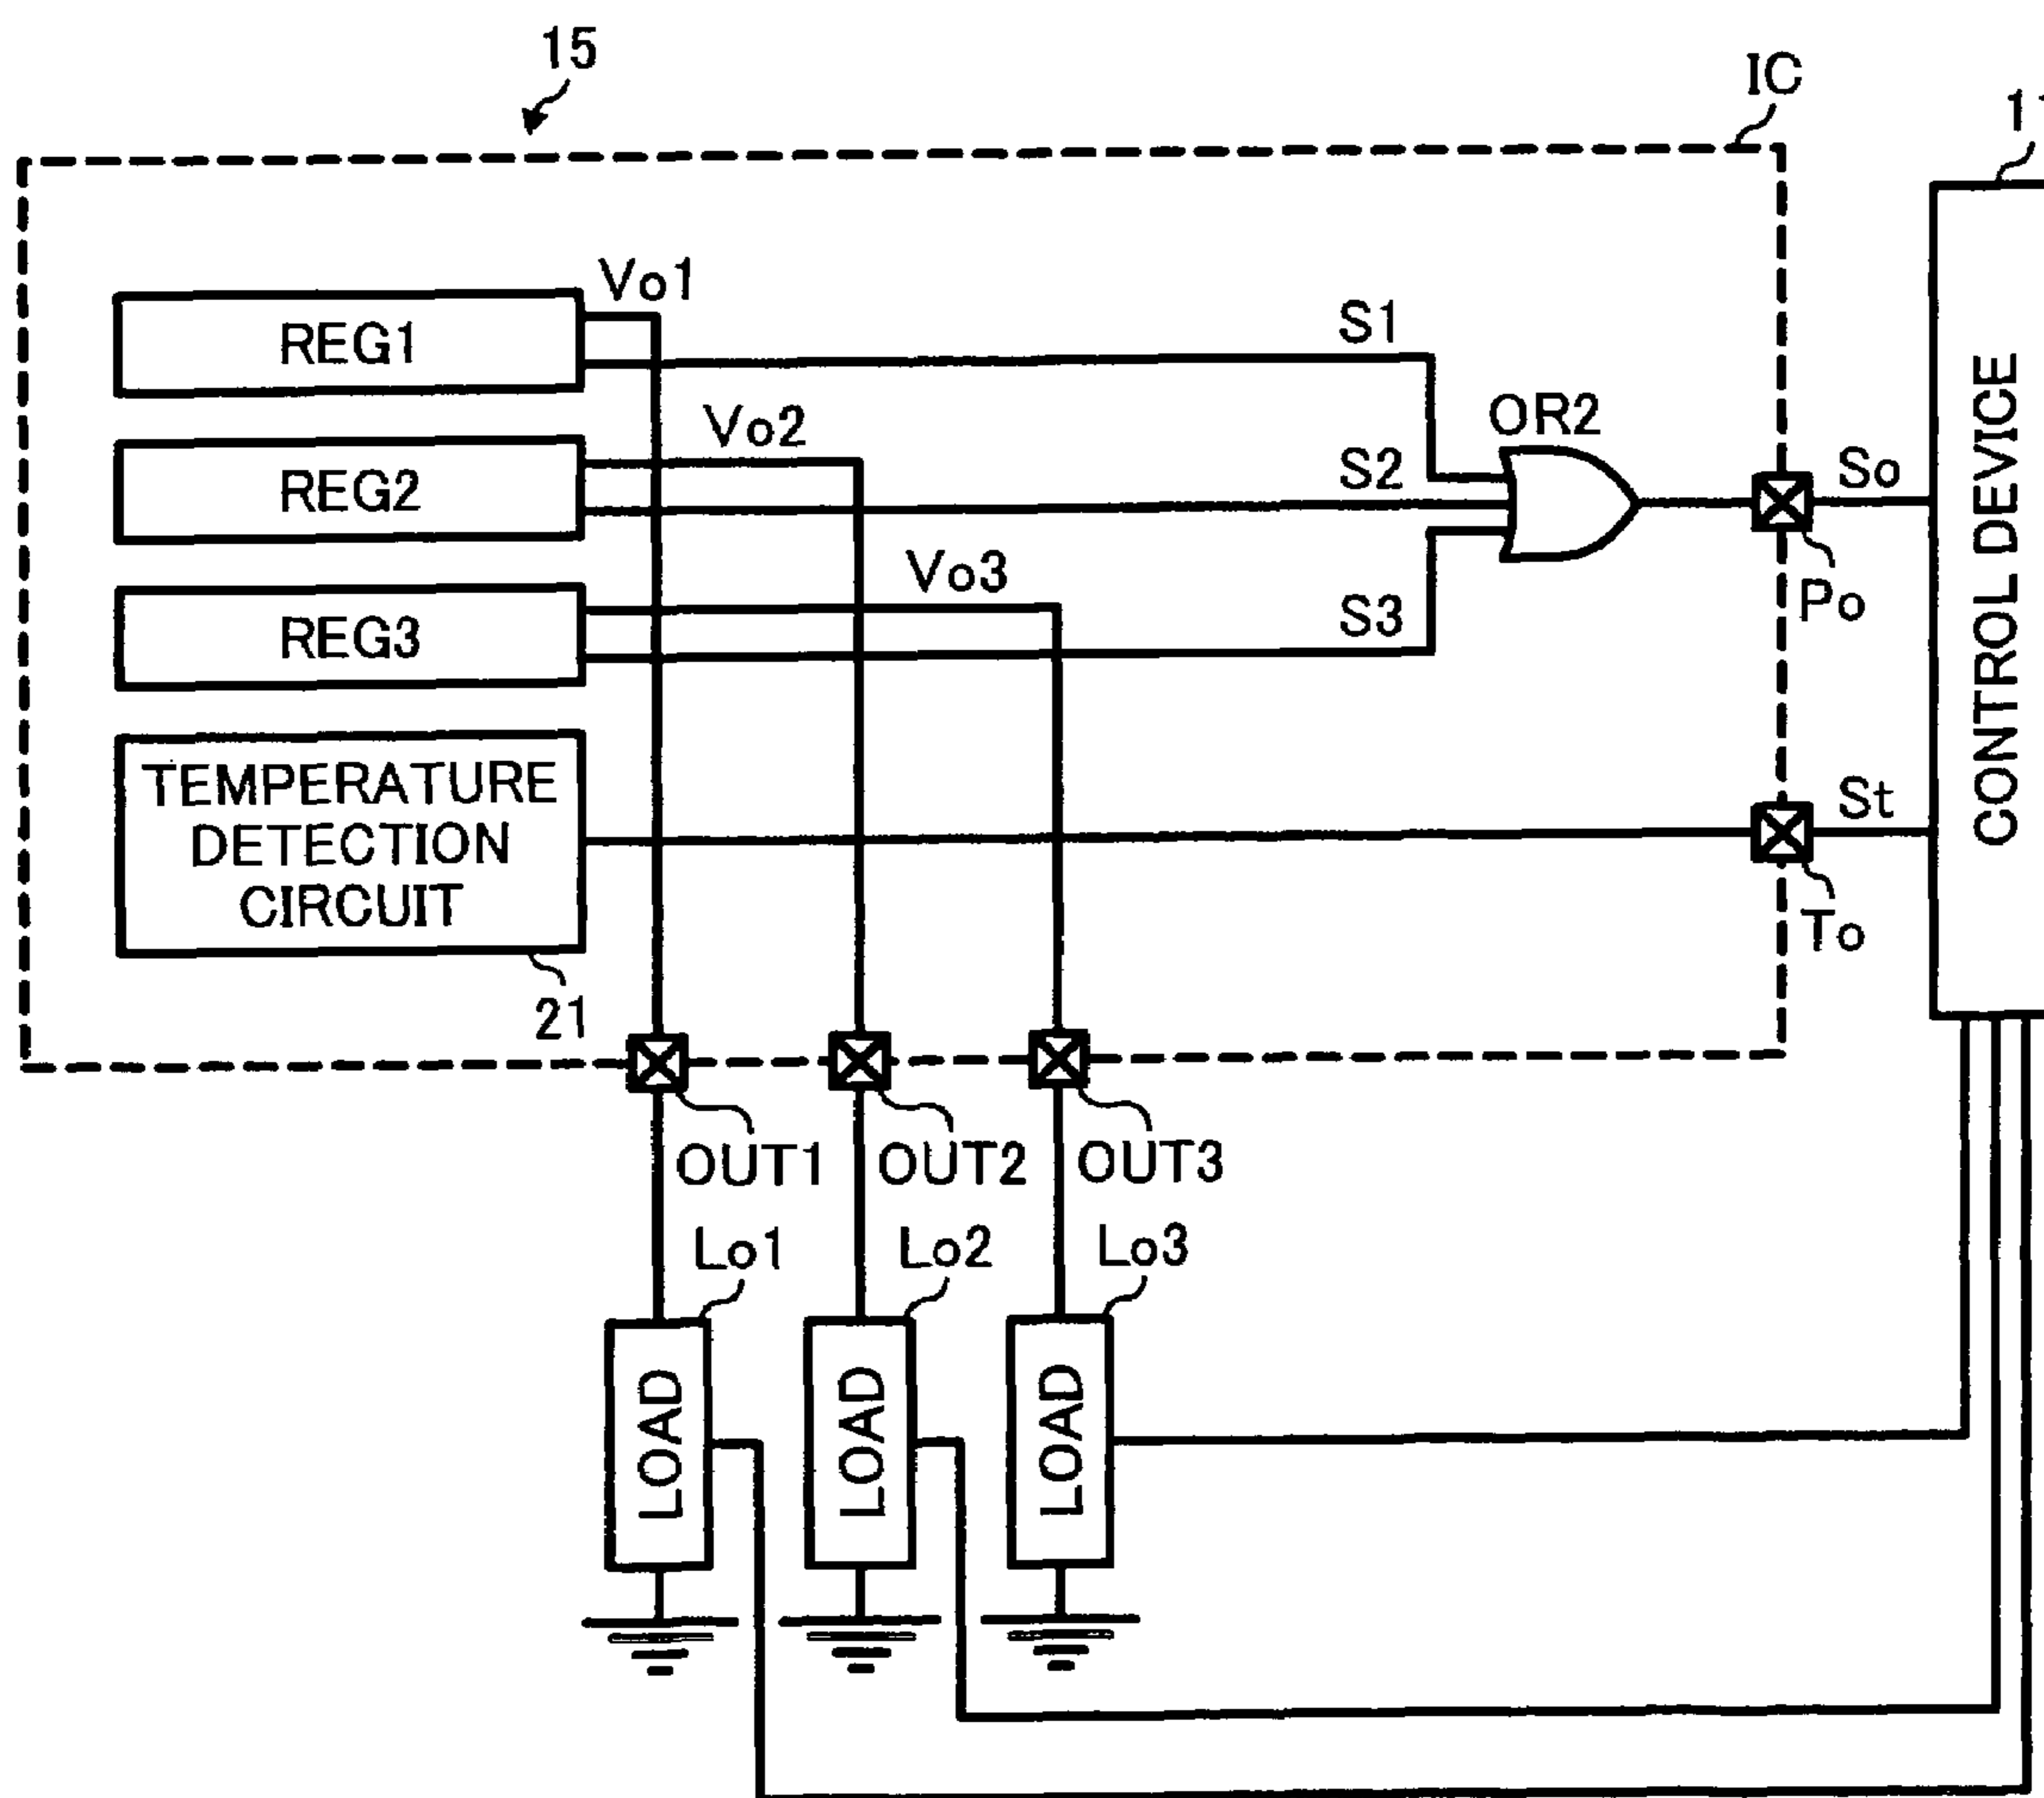 15
IC
Vo1
REG1
S1
Vo2
OR2
REG2
S2
So
Vo3
Po
REG3
S3
CONTROL DEVICE
TEMPERATURE
DETECTION
CIRCUIT
St
To
21
OUT1
OUT2
OUT3
Lo1
Lo2
Lo3
LOAD
LOAD
LOAD